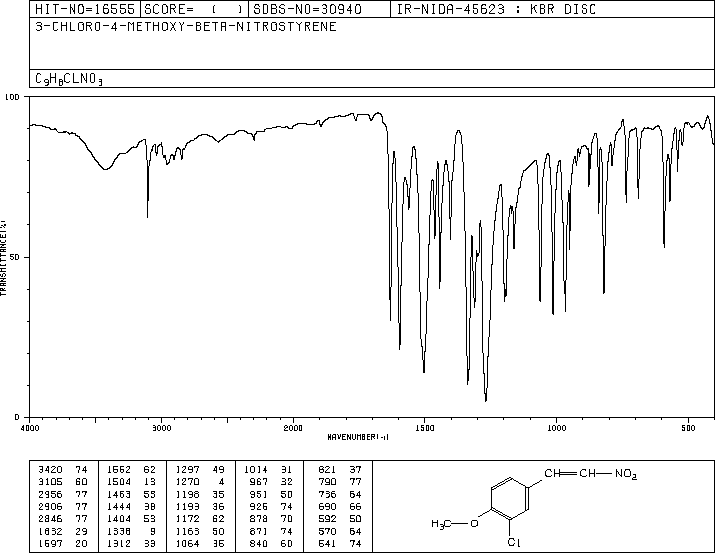 HIT-NO=16555 SCORE= ( ) SDBS-NO=30940 IR-NIDA-45623 : KBR DISC
3-CHLORO-4-METHOXY-BETA-NITROSTYRENE
C9H8CLNO3
100
50
0
TRANSMITTANCE(%)
4000 3000 2000 1500 1000 500
WAVENUMBER(-1)
3420 74 1562 62 1297 49 1014 31 821 37
3105 60 1504 13 1270 4 967 32 790 77
2956 77 1463 55 1198 35 951 50 736 64
2906 77 1444 38 1193 36 926 74 690 66
2846 77 1404 53 1172 62 878 70 592 50
1632 29 1338 9 1163 50 871 74 570 64
1597 20 1312 33 1064 35 840 60 541 74
CH=CH-NO2
H3C-O
Cl